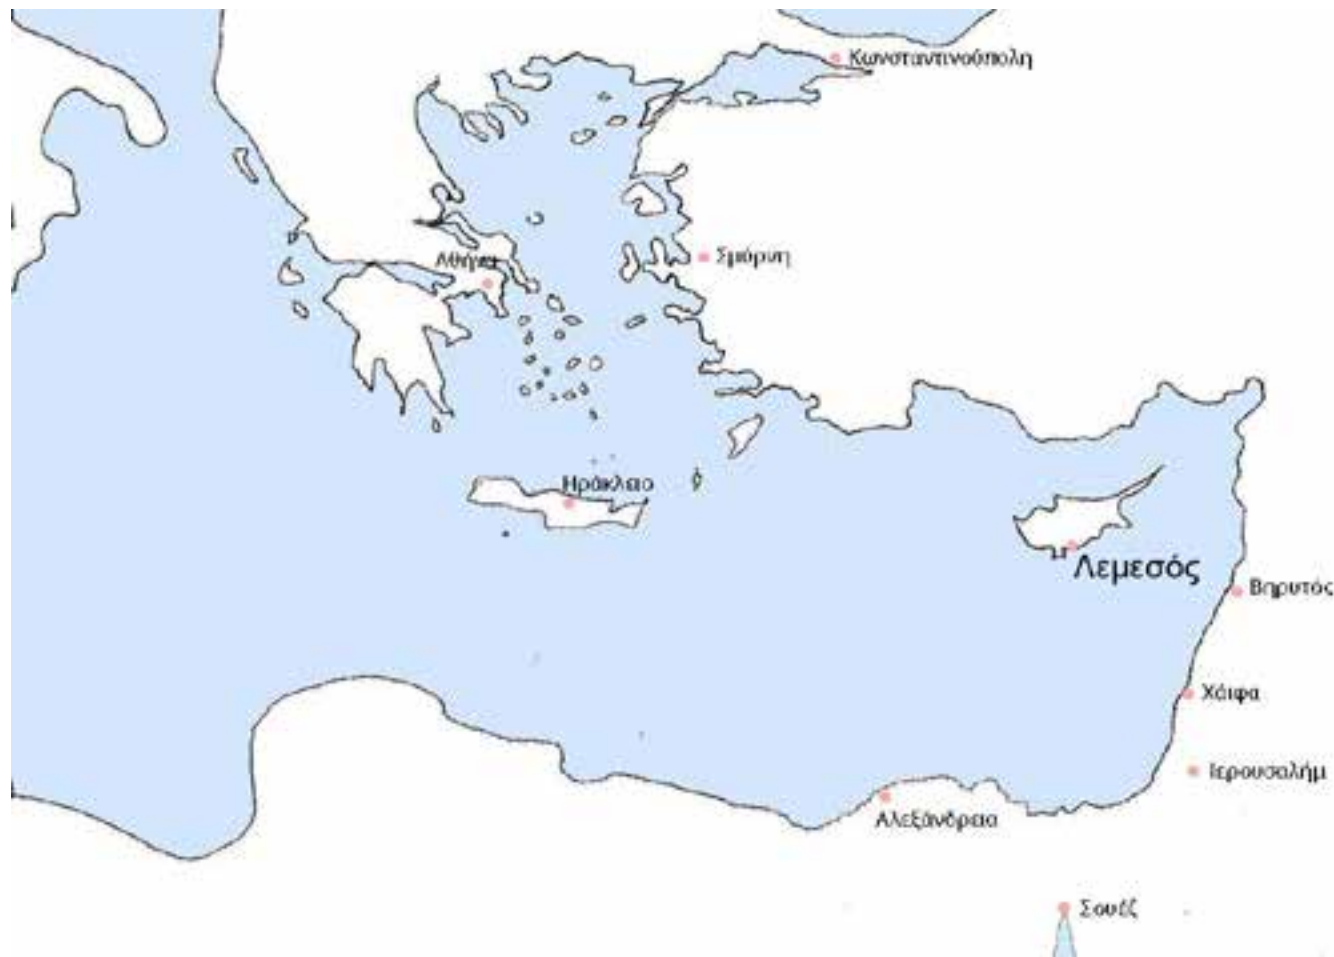 Κωνσταντινούπολη
Αθήνα
Σμύρνη
Ηράκλειο
Λεμεσός
Βηρυτός
Χάιφα
Ιερουσαλήμ
Αλεξάνδρεια
Σουέζ